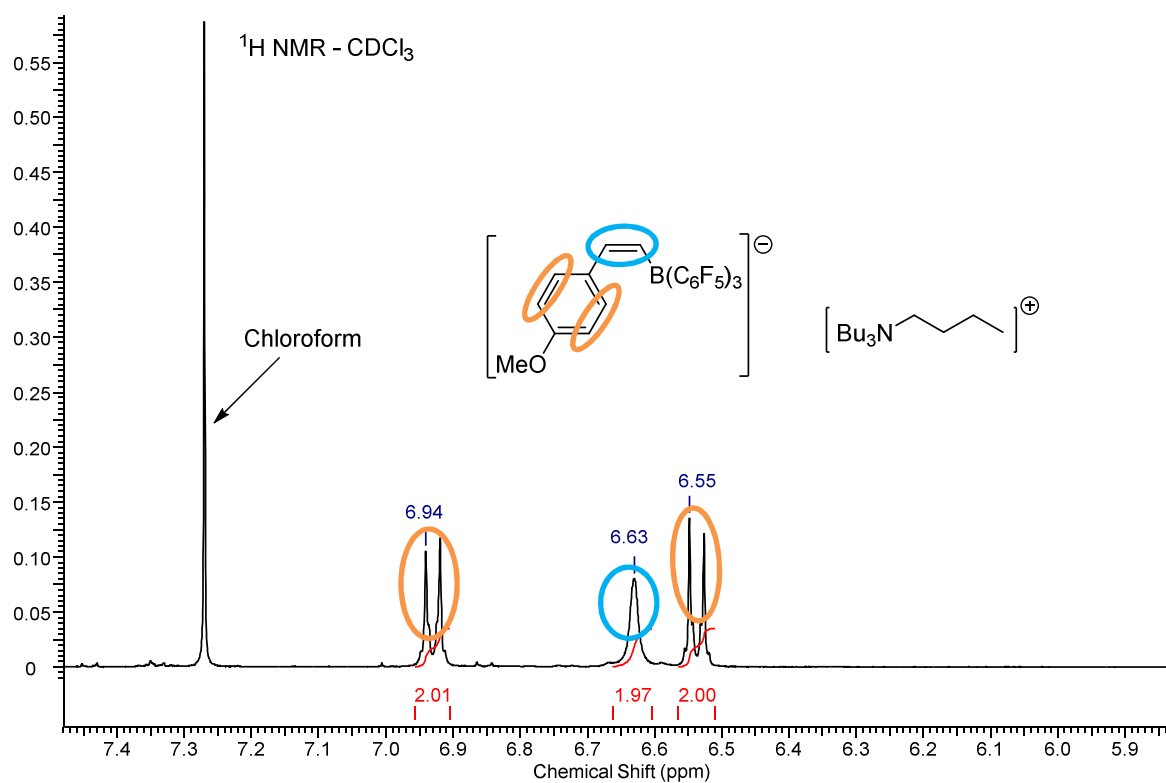 ¹H NMR - CDCl₃
0.55
0.50
0.45
0.40
0.35
0.30
0.25
0.20
0.15
0.10
0.05
0
Chloroform
B(C₆F₅)₃
MeO
⊖
Bu₃N
⊕
6.94
6.63
6.55
2.01 1.97 2.00
7.4 7.3 7.2 7.1 7.0 6.9 6.8 6.7 6.6 6.5 6.4 6.3 6.2 6.1 6.0 5.9
Chemical Shift (ppm)